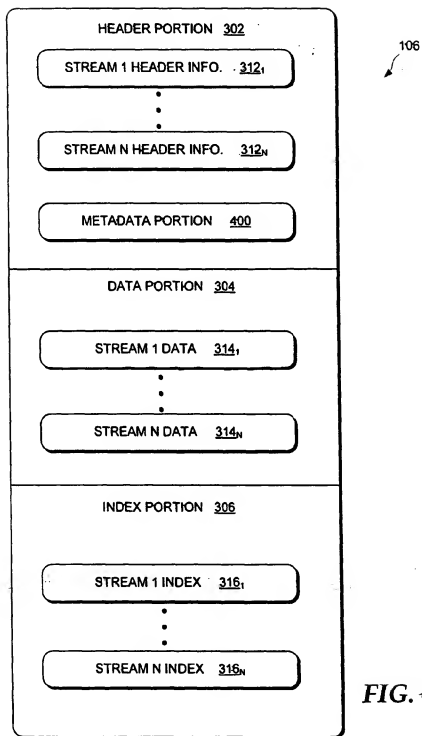 HEADER PORTION 302
106
STREAM 1 HEADER INFO. 312₁
STREAM N HEADER INFO. 312N
METADATA PORTION 400
DATA PORTION 304
STREAM 1 DATA 314₁
STREAM N DATA 314N
INDEX PORTION 306
STREAM 1 INDEX 316₁
STREAM N INDEX 316N
FIG.